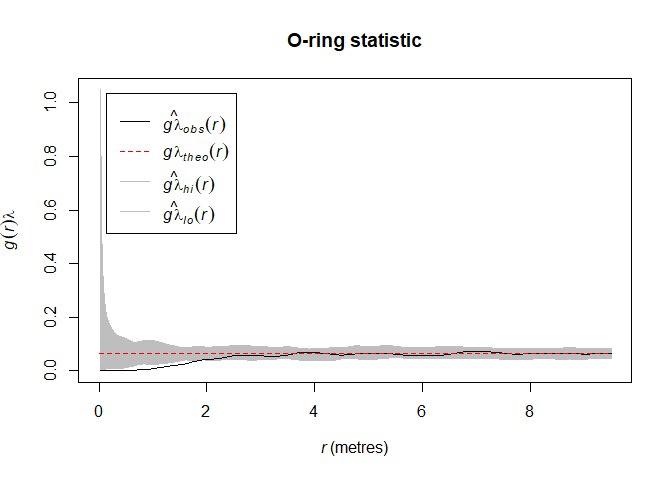 O-ring statistic
g(r)λ
1.0
0.8
0.6
0.4
0.2
0.0
ĝλ̂obs(r)
gλtheo(r)
ĝλ̂hi(r)
ĝλ̂lo(r)
0 2 4 6 8
r (metres)